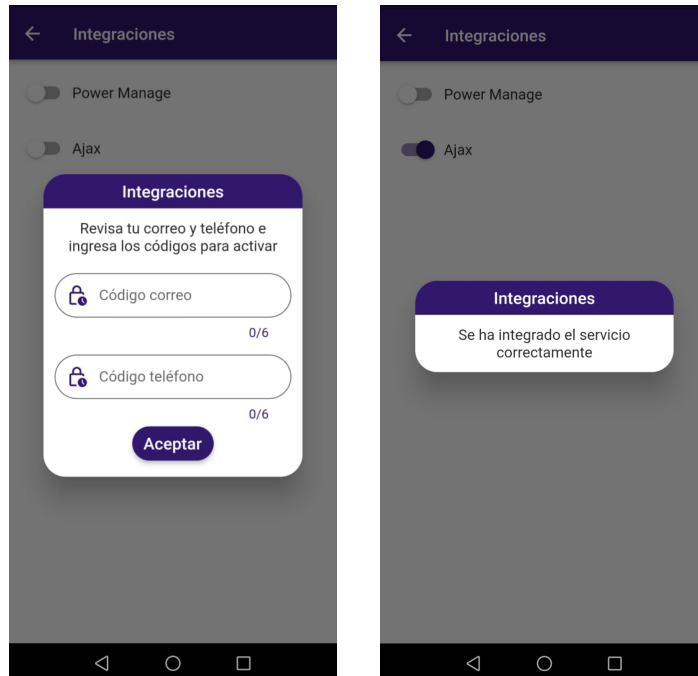 Integraciones
Power Manage
Ajax
Integraciones
Revisa tu correo y teléfono e
ingresa los códigos para activar
Código correo
0/6
Código teléfono
0/6
Aceptar
Integraciones
Power Manage
Ajax
Integraciones
Se ha integrado el servicio
correctamente